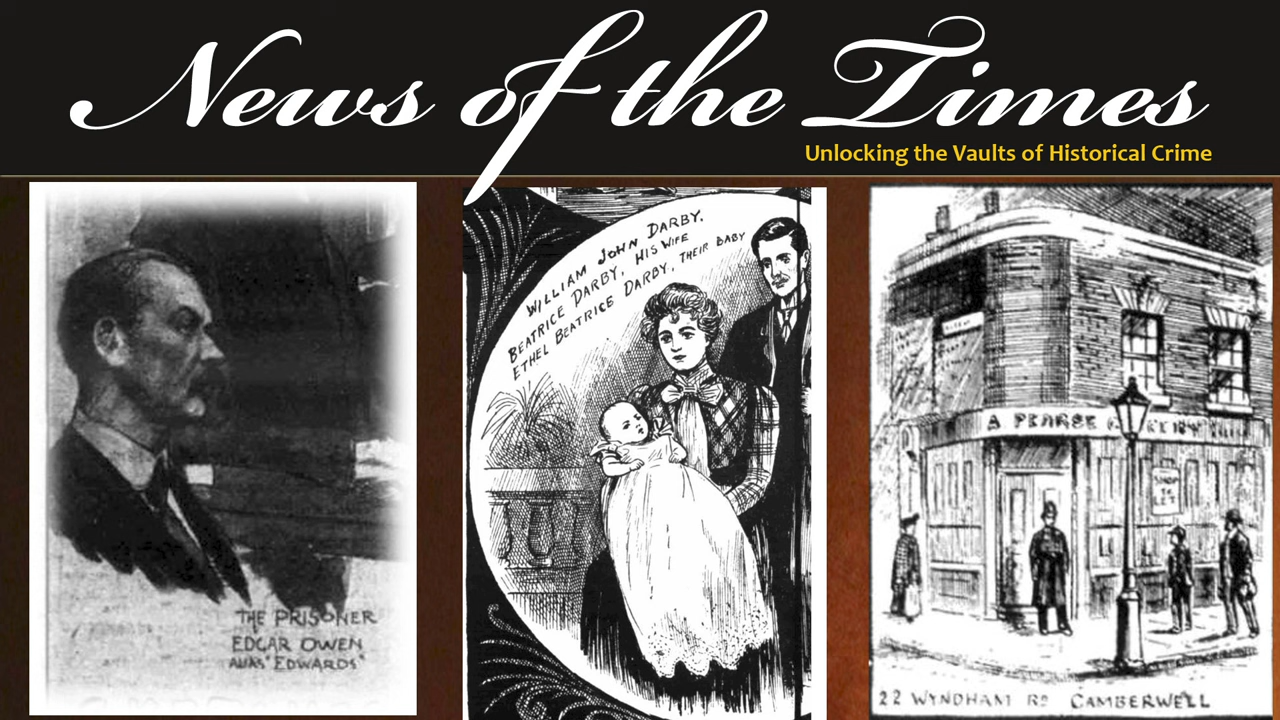 News of the Times
Unlocking the Vaults of Historical Crime
THE PRISONER
EDGAR OWEN
ALIAS "EDWARDS"
WILLIAM JOHN DARBY.
BEATRICE DARBY, HIS WIFE
ETHEL BEATRICE DARBY, THEIR BABY
A PEARSE
22 WYNDHAM RD CAMBERWELL